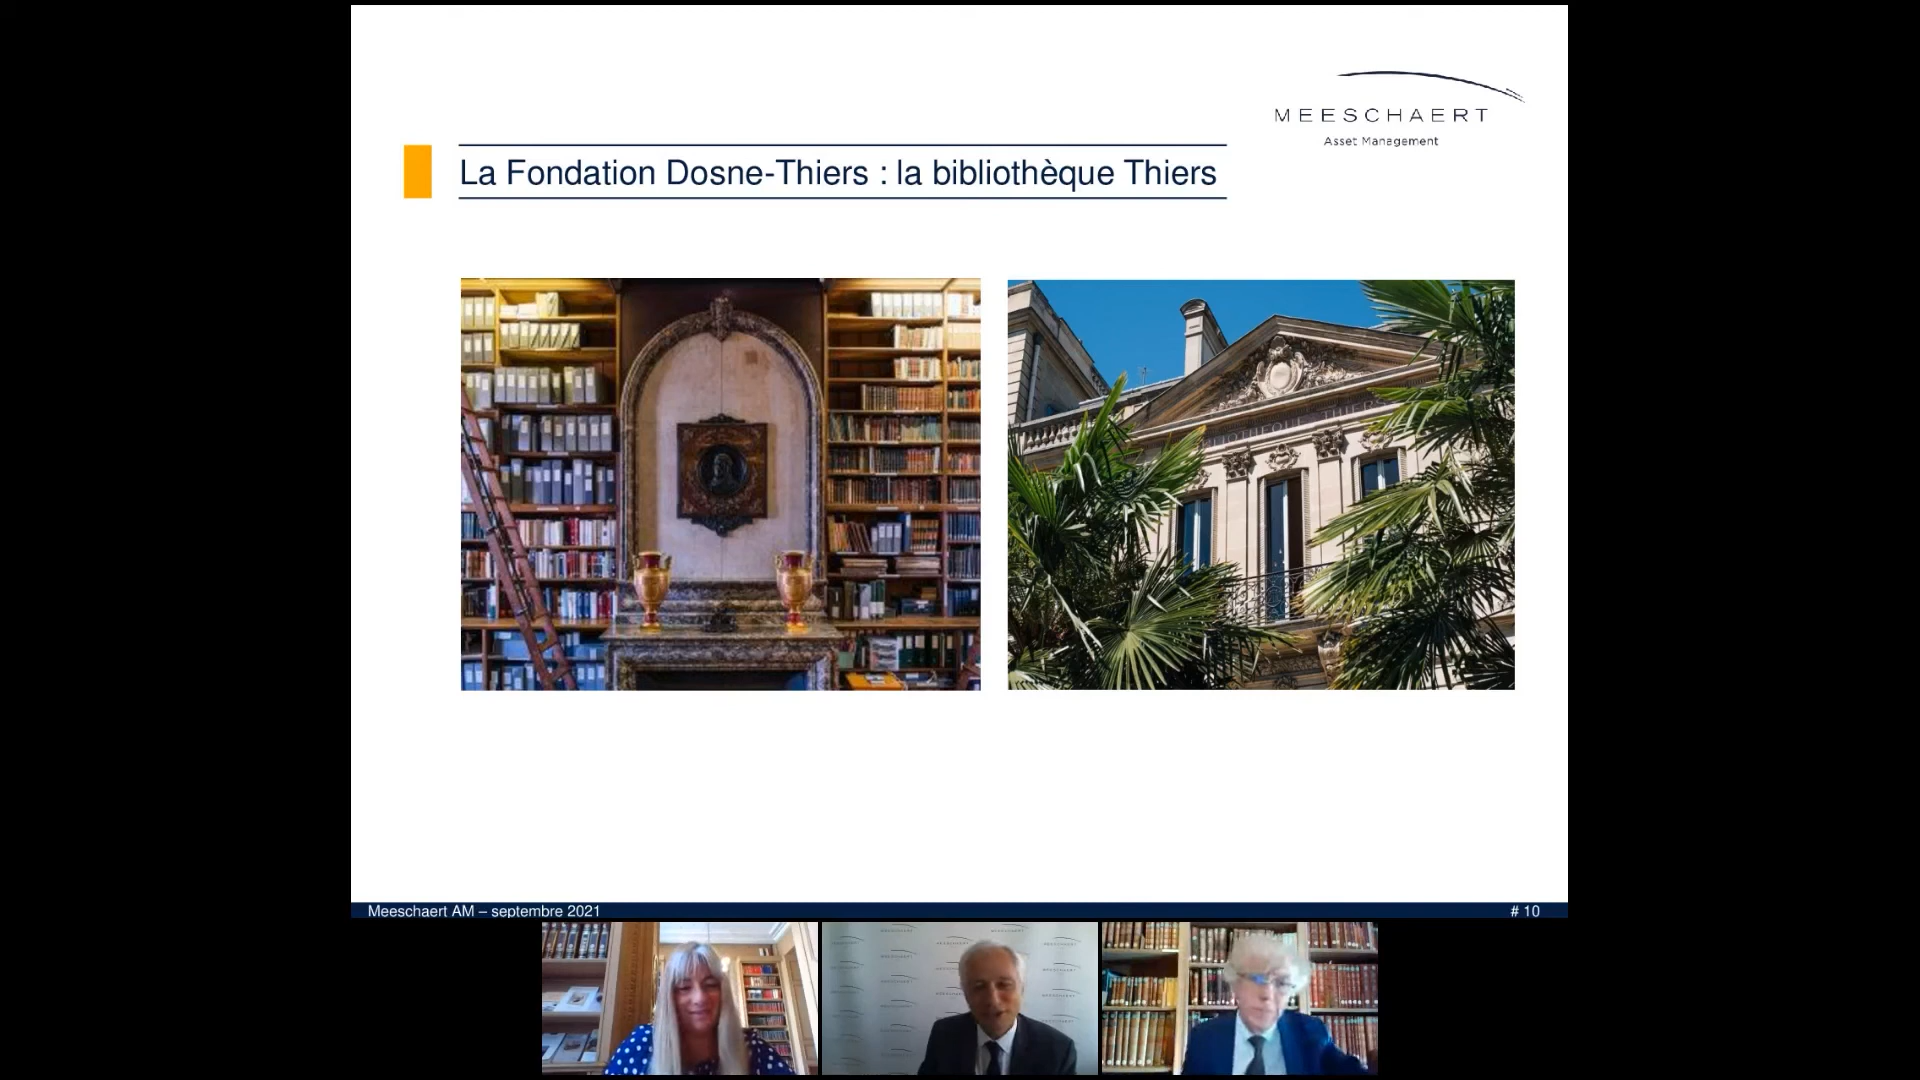 MEESCHAERT
Asset Management
La Fondation Dosne-Thiers : la bibliothèque Thiers
Meeschaert AM – septembre 2021
# 10